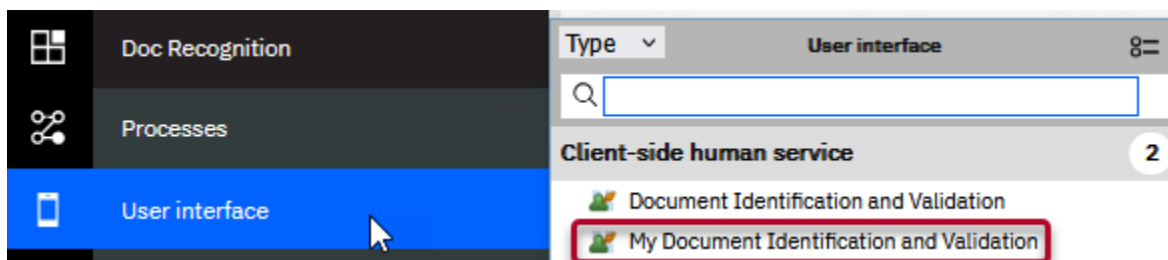 Doc Recognition
Processes
User interface
Type
User interface
Client-side human service
2
Document Identification and Validation
My Document Identification and Validation